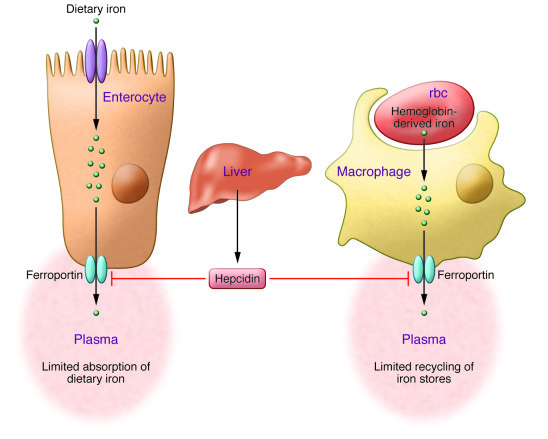 Dietary iron
Enterocyte
rbc
Hemoglobin-
derived iron
Liver
Macrophage
Ferroportin
Hepcidin
Ferroportin
Plasma
Limited absorption of
dietary iron
Plasma
Limited recycling of
iron stores